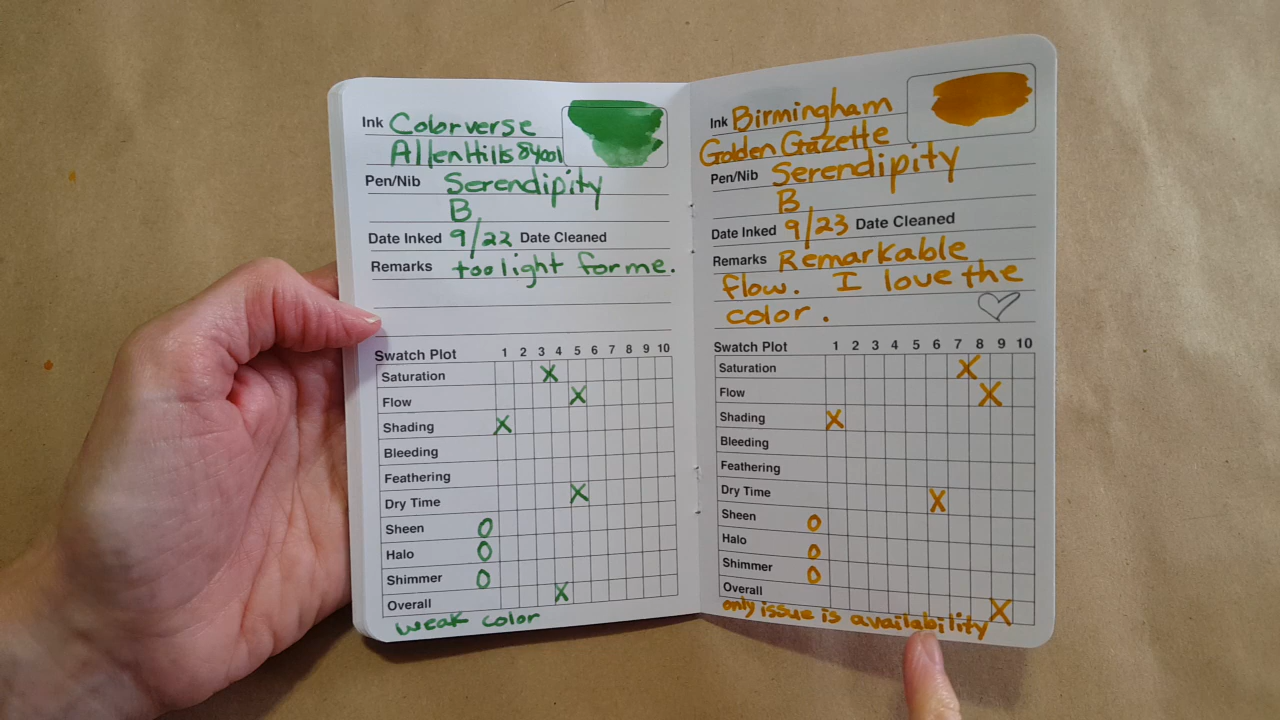 Ink Colorverse
Allen Hills 84001
Pen/Nib Serendipity
B
Date Inked 9/22 Date Cleaned
Remarks too light for me.
Swatch Plot 1 2 3 4 5 6 7 8 9 10
Saturation X
Flow X
Shading X
Bleeding
Feathering
Dry Time X
Sheen 0
Halo 0
Shimmer 0
Overall X
weak color
Ink Birmingham
Golden Gazette
Pen/Nib Serendipity
B
Date Inked 9/23 Date Cleaned
Remarks Remarkable
flow. I love the
color.
Swatch Plot 1 2 3 4 5 6 7 8 9 10
Saturation X
Flow X
Shading X
Bleeding
Feathering
Dry Time X
Sheen 0
Halo 0
Shimmer 0
Overall X
only issue is availability